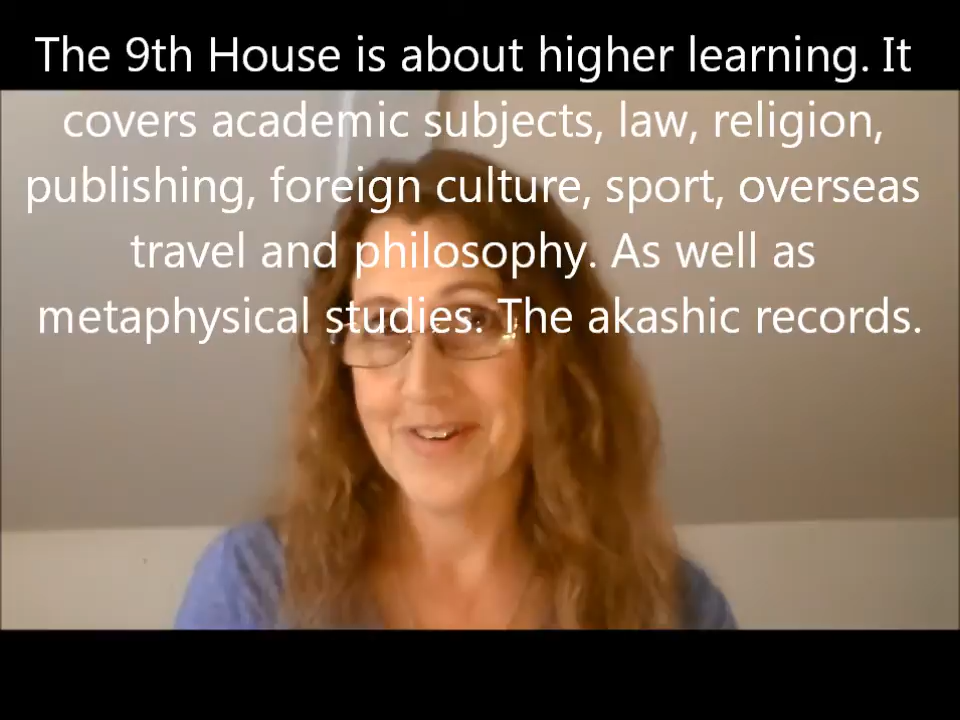 The 9th House is about higher learning. It
covers academic subjects, law, religion,
publishing, foreign culture, sport, overseas
travel and philosophy. As well as
metaphysical studies. The akashic records.